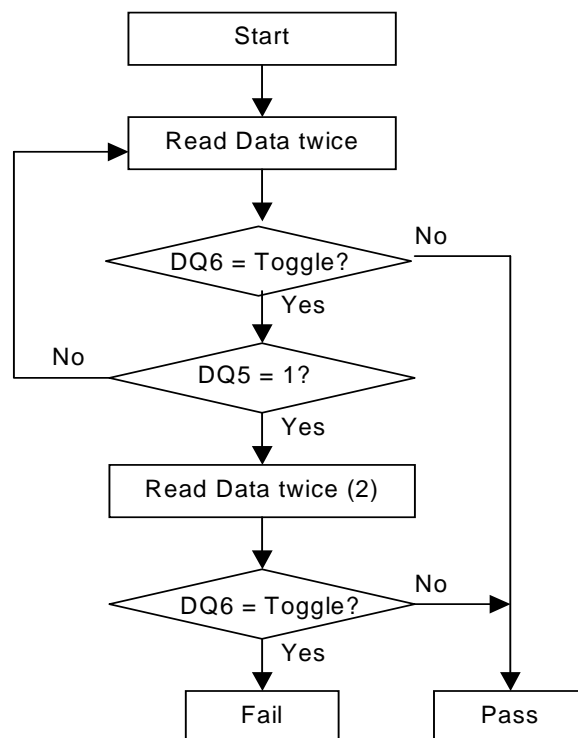 Start
Read Data twice
No
DQ6 = Toggle?
Yes
No
DQ5 = 1?
Yes
Read Data twice (2)
No
DQ6 = Toggle?
Yes
Fail
Pass